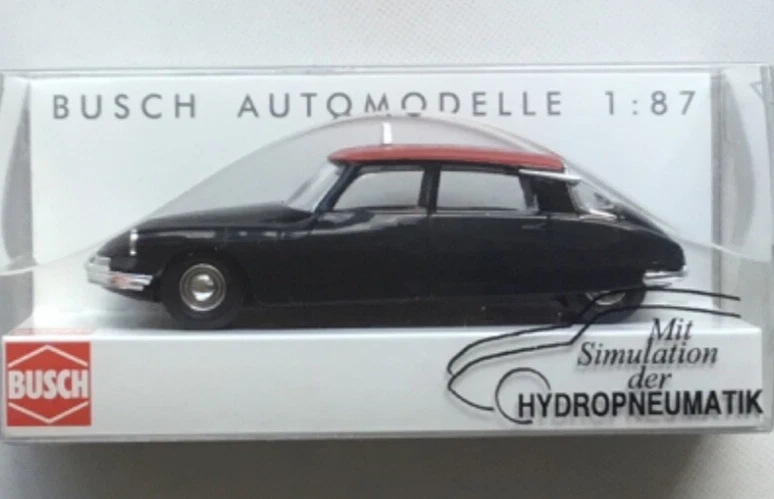 BUSCH AUTOMODELLE 1:87
BUSCH
Mit
Simulation
der
HYDROPNEUMATIK